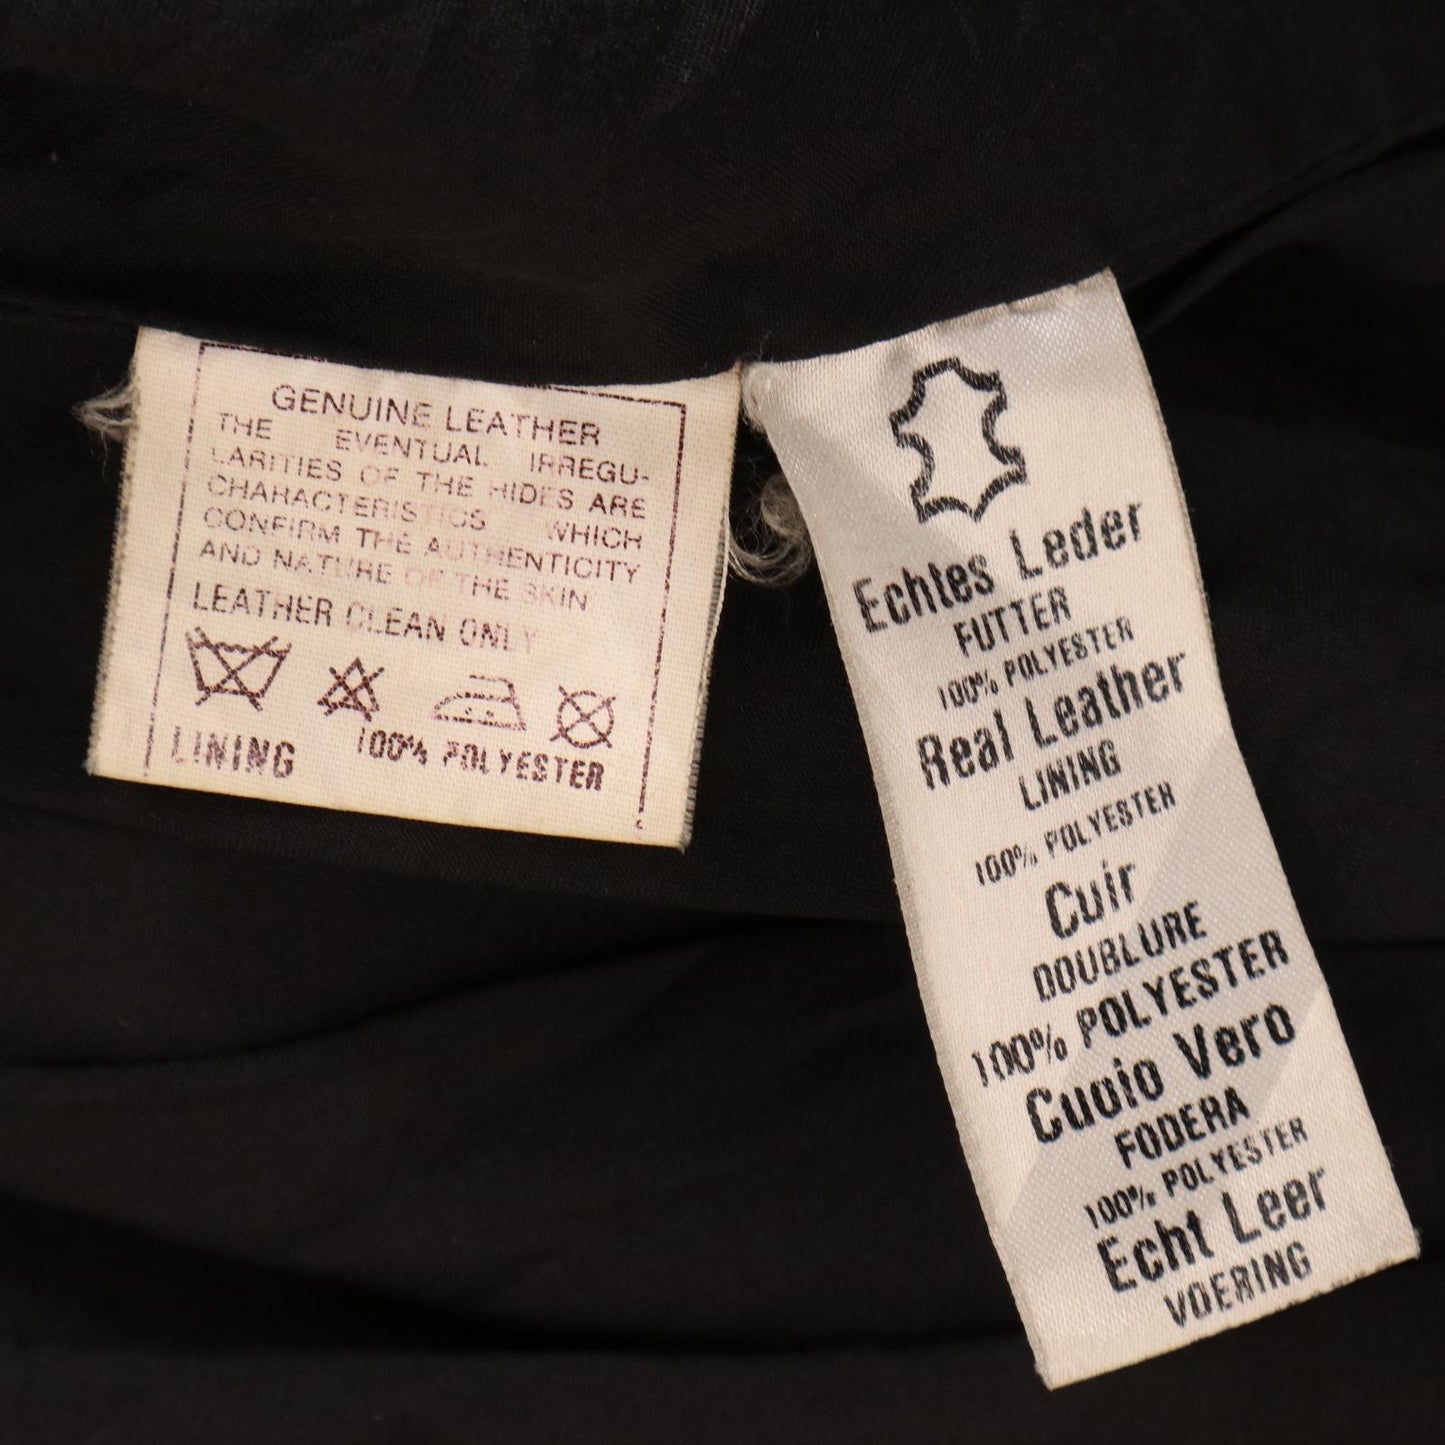 GENUINE LEATHER
THE EVENTUAL IRREGU-
LARITIES OF THE HIDES ARE
CHARACTERISTICS WHICH
CONFIRM THE AUTHENTICITY
AND NATURE OF THE SKIN
LEATHER CLEAN ONLY
LINING 100% POLYESTER
Echtes Leder
FUTTER
100% POLYESTER
Real Leather
LINING
100% POLYESTER
Cuir
DOUBLURE
100% POLYESTER
Cuoio Vero
FODERA
100% POLYESTER
Echt Leer
VOERING